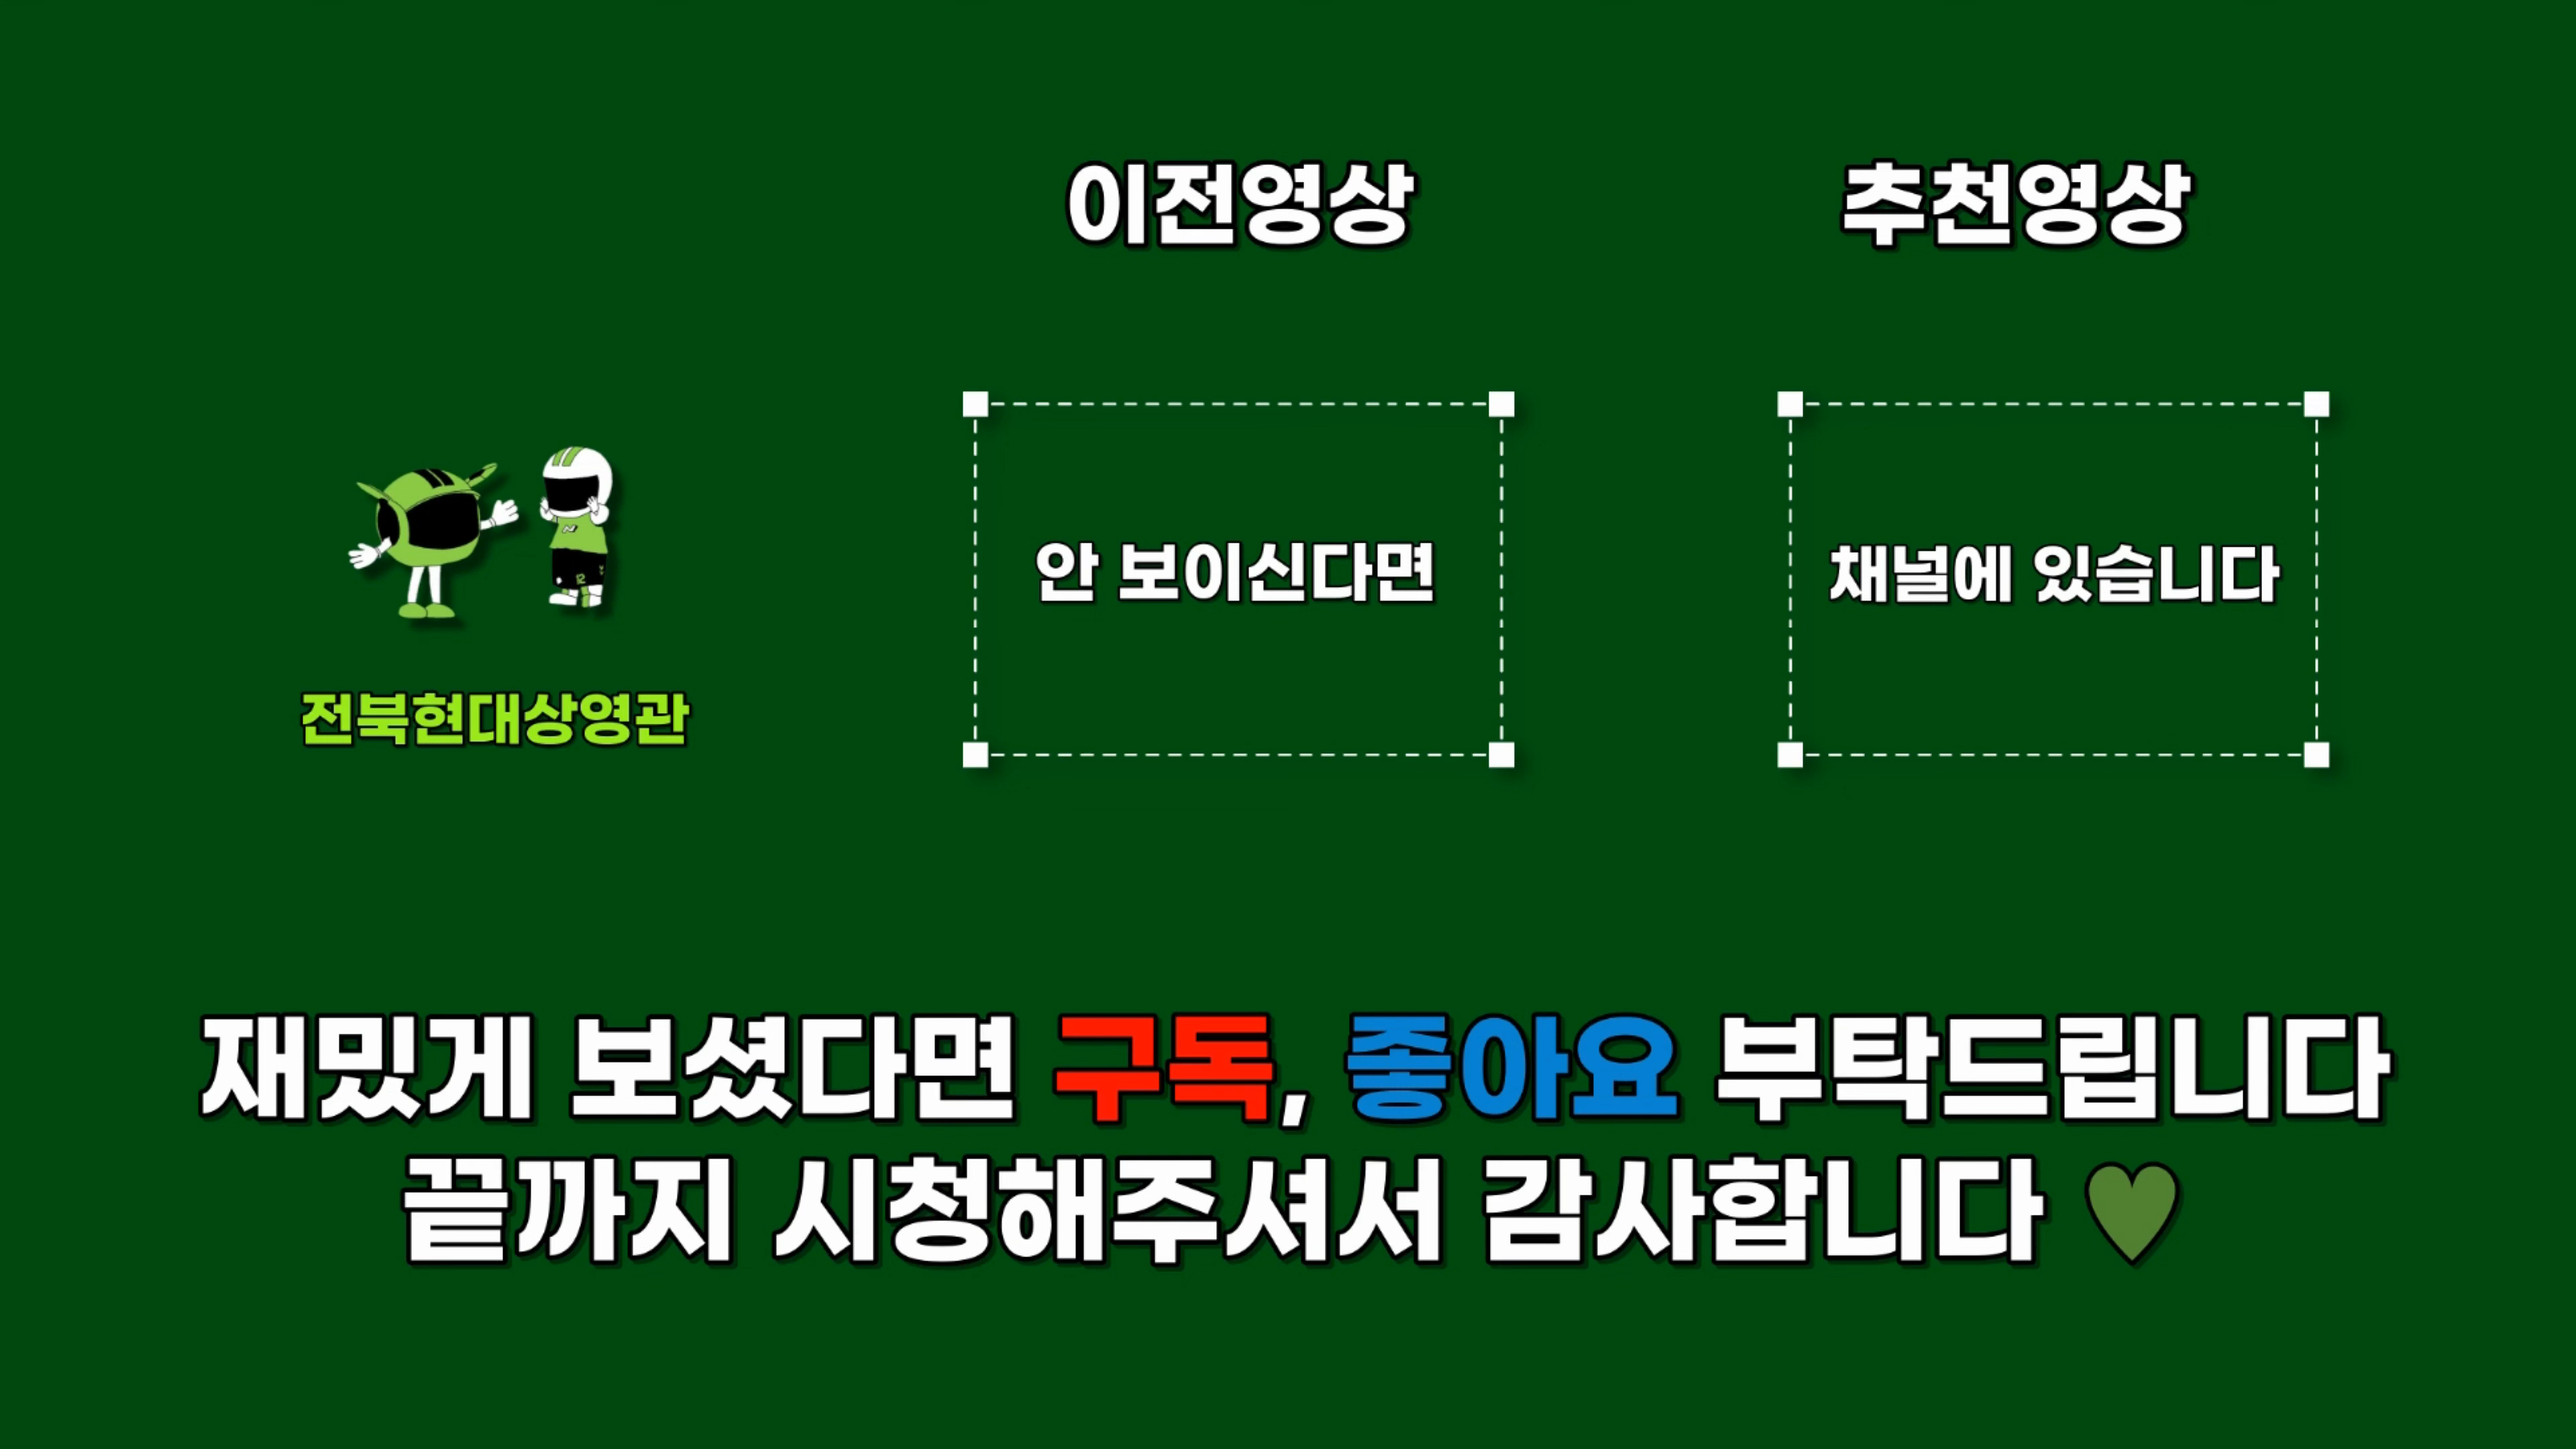 이전영상
추천영상
안 보이신다면
채널에 있습니다
전북현대상영관
재밌게 보셨다면 구독, 좋아요 부탁드립니다
끝까지 시청해주셔서 감사합니다 ♥